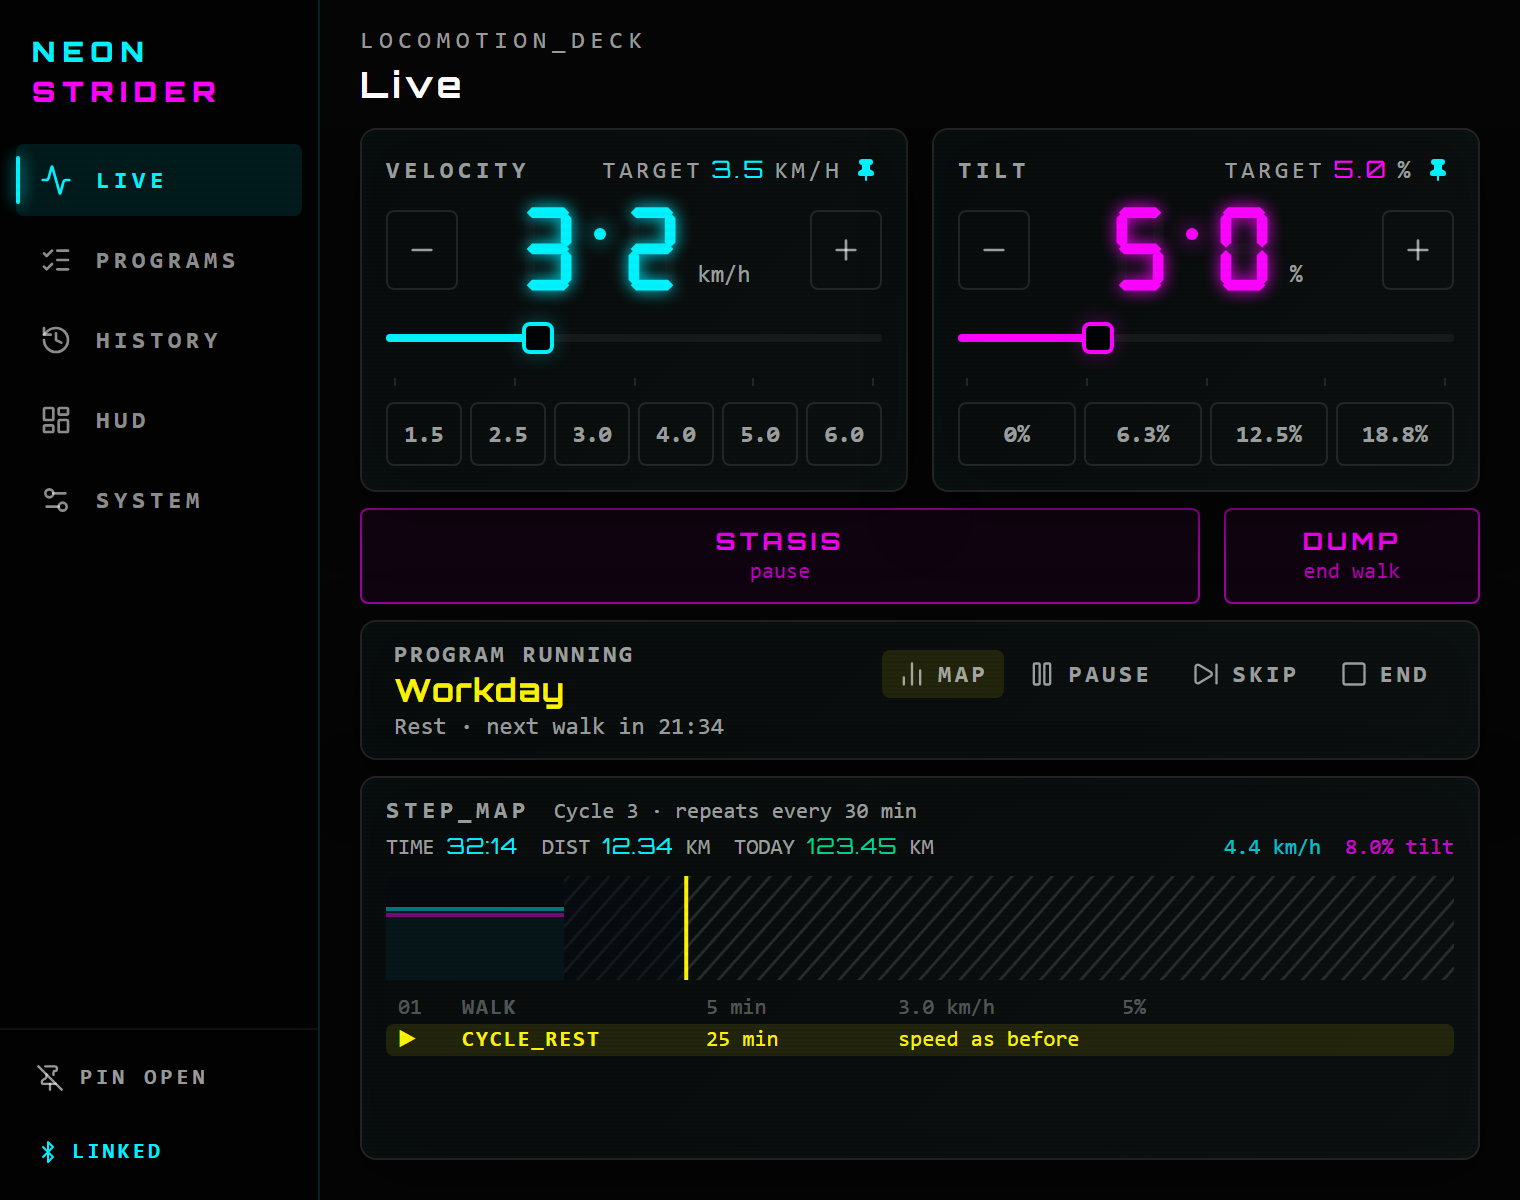 NEON
STRIDER
LIVE
PROGRAMS
HISTORY
HUD
SYSTEM
PIN OPEN
LINKED
LOCOMOTION_DECK
Live
VELOCITY TARGET 3.5 KM/H
3.2 km/h
1.5 2.5 3.0 4.0 5.0 6.0
TILT TARGET 5.0 %
5.0 %
0% 6.3% 12.5% 18.8%
STASIS
pause
DUMP
end walk
PROGRAM RUNNING
Workday
Rest · next walk in 21:34
MAP PAUSE SKIP END
STEP_MAP Cycle 3 · repeats every 30 min
TIME 32:14 DIST 12.34 KM TODAY 123.45 KM 4.4 km/h 8.0% tilt
01 WALK 5 min 3.0 km/h 5%
CYCLE_REST 25 min speed as before